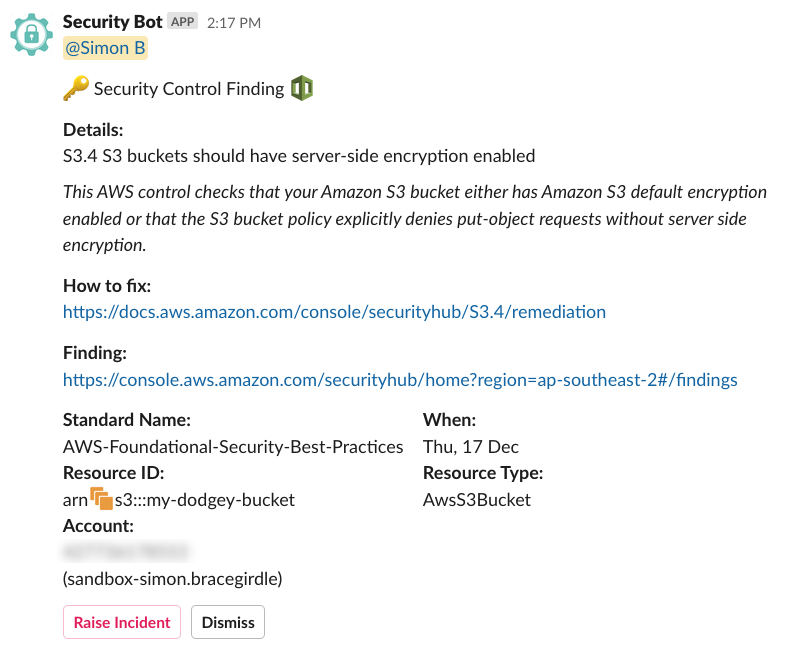 Security Bot APP 2:17 PM
@Simon B
Security Control Finding
Details:
S3.4 S3 buckets should have server-side encryption enabled
This AWS control checks that your Amazon S3 bucket either has Amazon S3 default encryption
enabled or that the S3 bucket policy explicitly denies put-object requests without server side
encryption.
How to fix:
https://docs.aws.amazon.com/console/securityhub/S3.4/remediation
Finding:
https://console.aws.amazon.com/securityhub/home?region=ap-southeast-2#/findings
Standard Name:
AWS-Foundational-Security-Best-Practices
When:
Thu, 17 Dec
Resource ID:
arn s3:::my-dodgey-bucket
Resource Type:
AwsS3Bucket
Account:
(sandbox-simon.bracegirdle)
Raise Incident
Dismiss